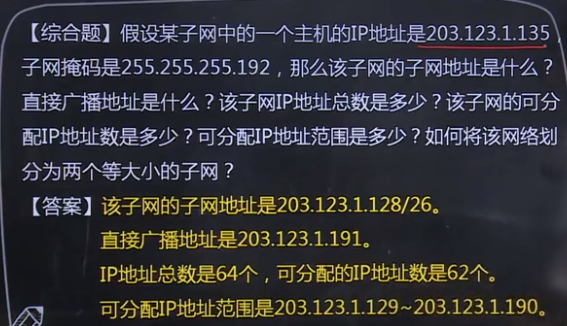 【综合题】假设某子网中的一个主机的IP地址是203.123.1.135,
子网掩码是255.255.255.192，那么该子网的子网地址是什么？
直接广播地址是什么？该子网IP地址总数是多少？该子网的可分
配IP地址数是多少？可分配IP地址范围是多少？如何将该网络划
分为两个等大小的子网？
【答案】该子网的子网地址是203.123.1.128/26。
直接广播地址是203.123.1.191。
IP地址总数是64个，可分配的IP地址数是62个。
可分配IP地址范围是203.123.1.129~203.123.1.190。